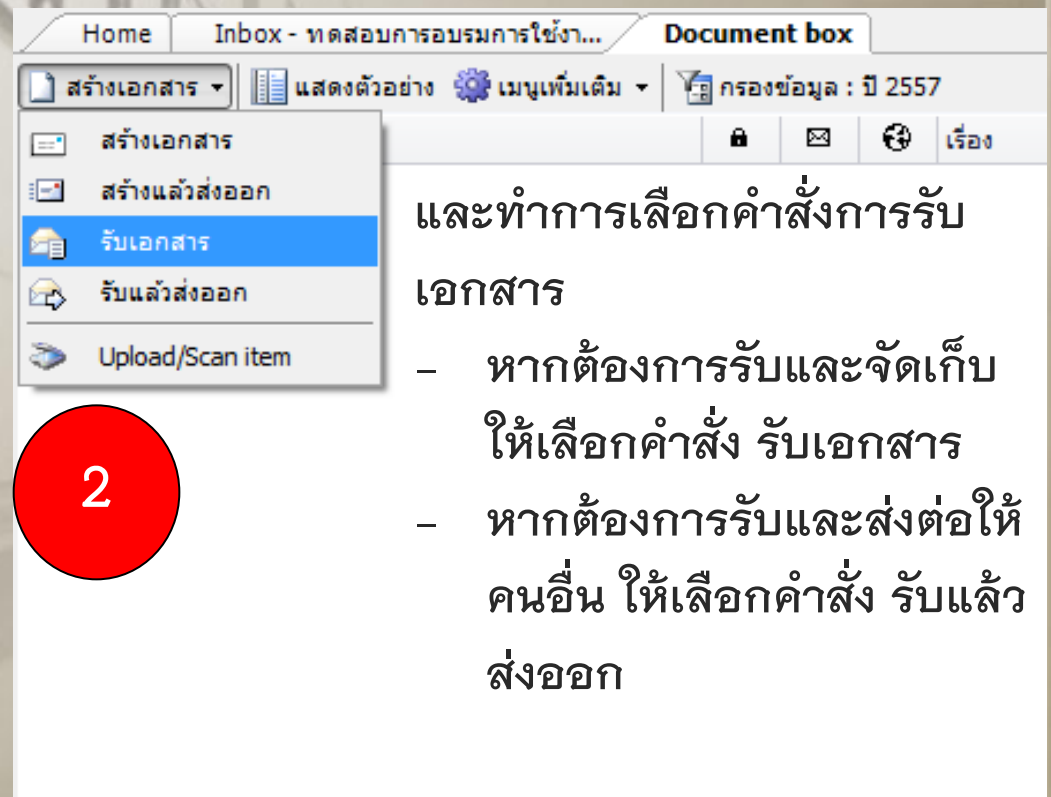 Home Inbox - ทดสอบการอบรมการใช้งา... Document box
สร้างเอกสาร แสดงตัวอย่าง เมนูเพิ่มเติม กรองข้อมูล : ปี 2557
เรื่อง
สร้างเอกสาร
สร้างแล้วส่งออก
รับเอกสาร
รับแล้วส่งออก
Upload/Scan item
2
และทำการเลือกคำสั่งการรับ
เอกสาร
- หากต้องการรับและจัดเก็บ
ให้เลือกคำสั่ง รับเอกสาร
- หากต้องการรับและส่งต่อให้
คนอื่น ให้เลือกคำสั่ง รับแล้ว
ส่งออก